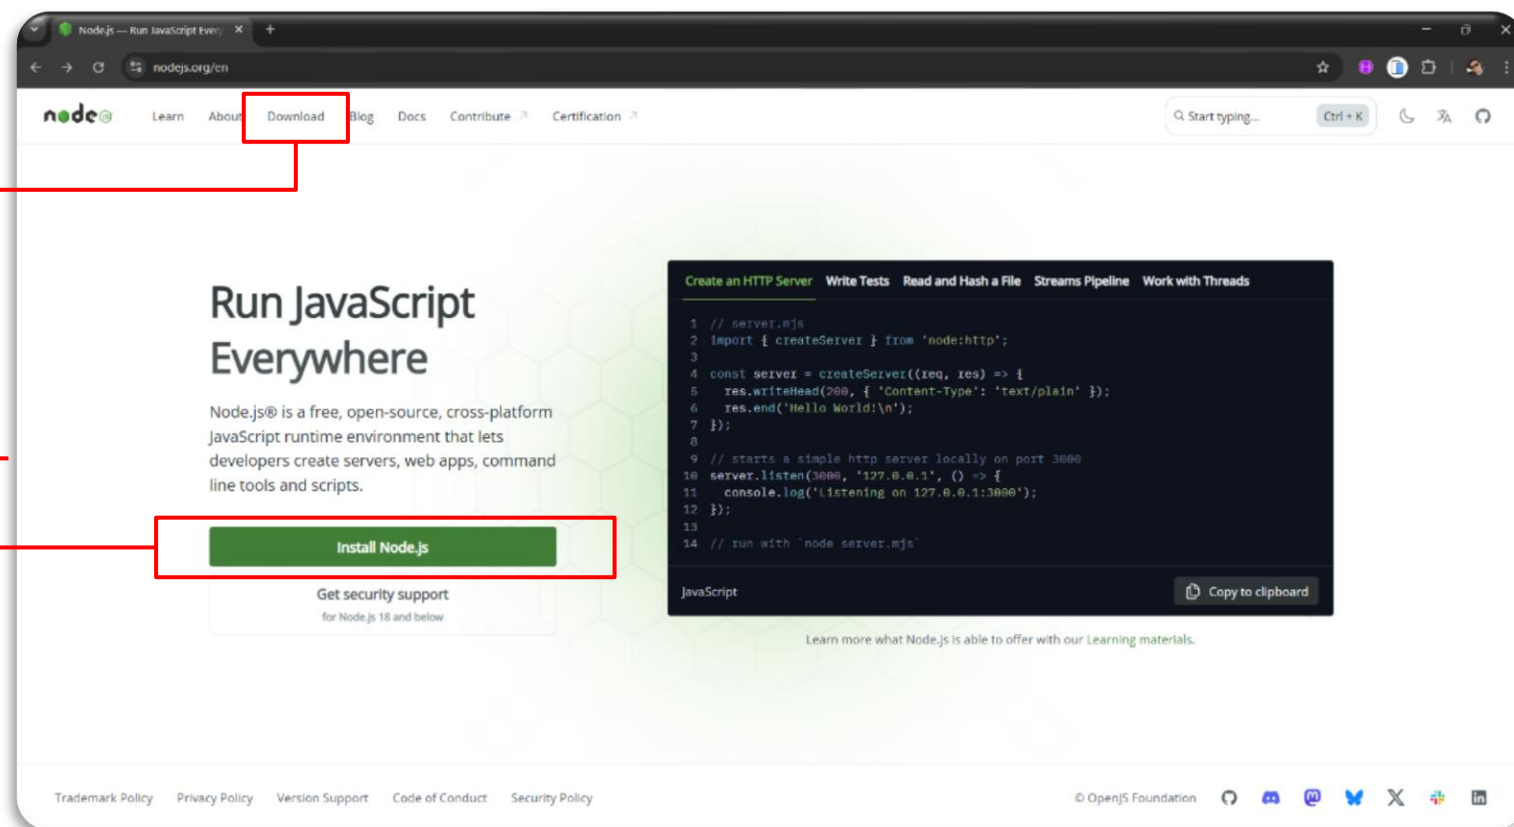 Node.js — Run JavaScript Every
nodejs.org/en
node
Learn About Download Blog Docs Contribute Certification
Start typing... Ctrl + K
Run JavaScript
Everywhere
Node.js® is a free, open-source, cross-platform
JavaScript runtime environment that lets
developers create servers, web apps, command
line tools and scripts.
Install Node.js
Get security support
for Node.js 18 and below
Create an HTTP Server Write Tests Read and Hash a File Streams Pipeline Work with Threads
1 // server.mjs
2 import { createServer } from 'node:http';
3
4 const server = createServer((req, res) => {
5 res.writeHead(200, { 'Content-Type': 'text/plain' });
6 res.end('Hello World!\n');
7 });
8
9 // starts a simple http server locally on port 3000
10 server.listen(3000, '127.0.0.1', () => {
11 console.log('Listening on 127.0.0.1:3000');
12 });
13
14 // run with `node server.mjs`
JavaScript Copy to clipboard
Learn more what Node.js is able to offer with our Learning materials.
Trademark Policy Privacy Policy Version Support Code of Conduct Security Policy © OpenJS Foundation